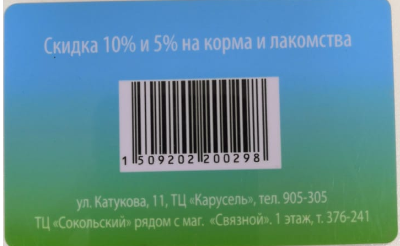 Скидка 10% и 5% на корма и лакомства
1 509202 200298
ул. Катукова, 11, ТЦ «Карусель», тел. 905-305
ТЦ «Сокольский» рядом с маг. «Связной». 1 этаж, т. 376-241